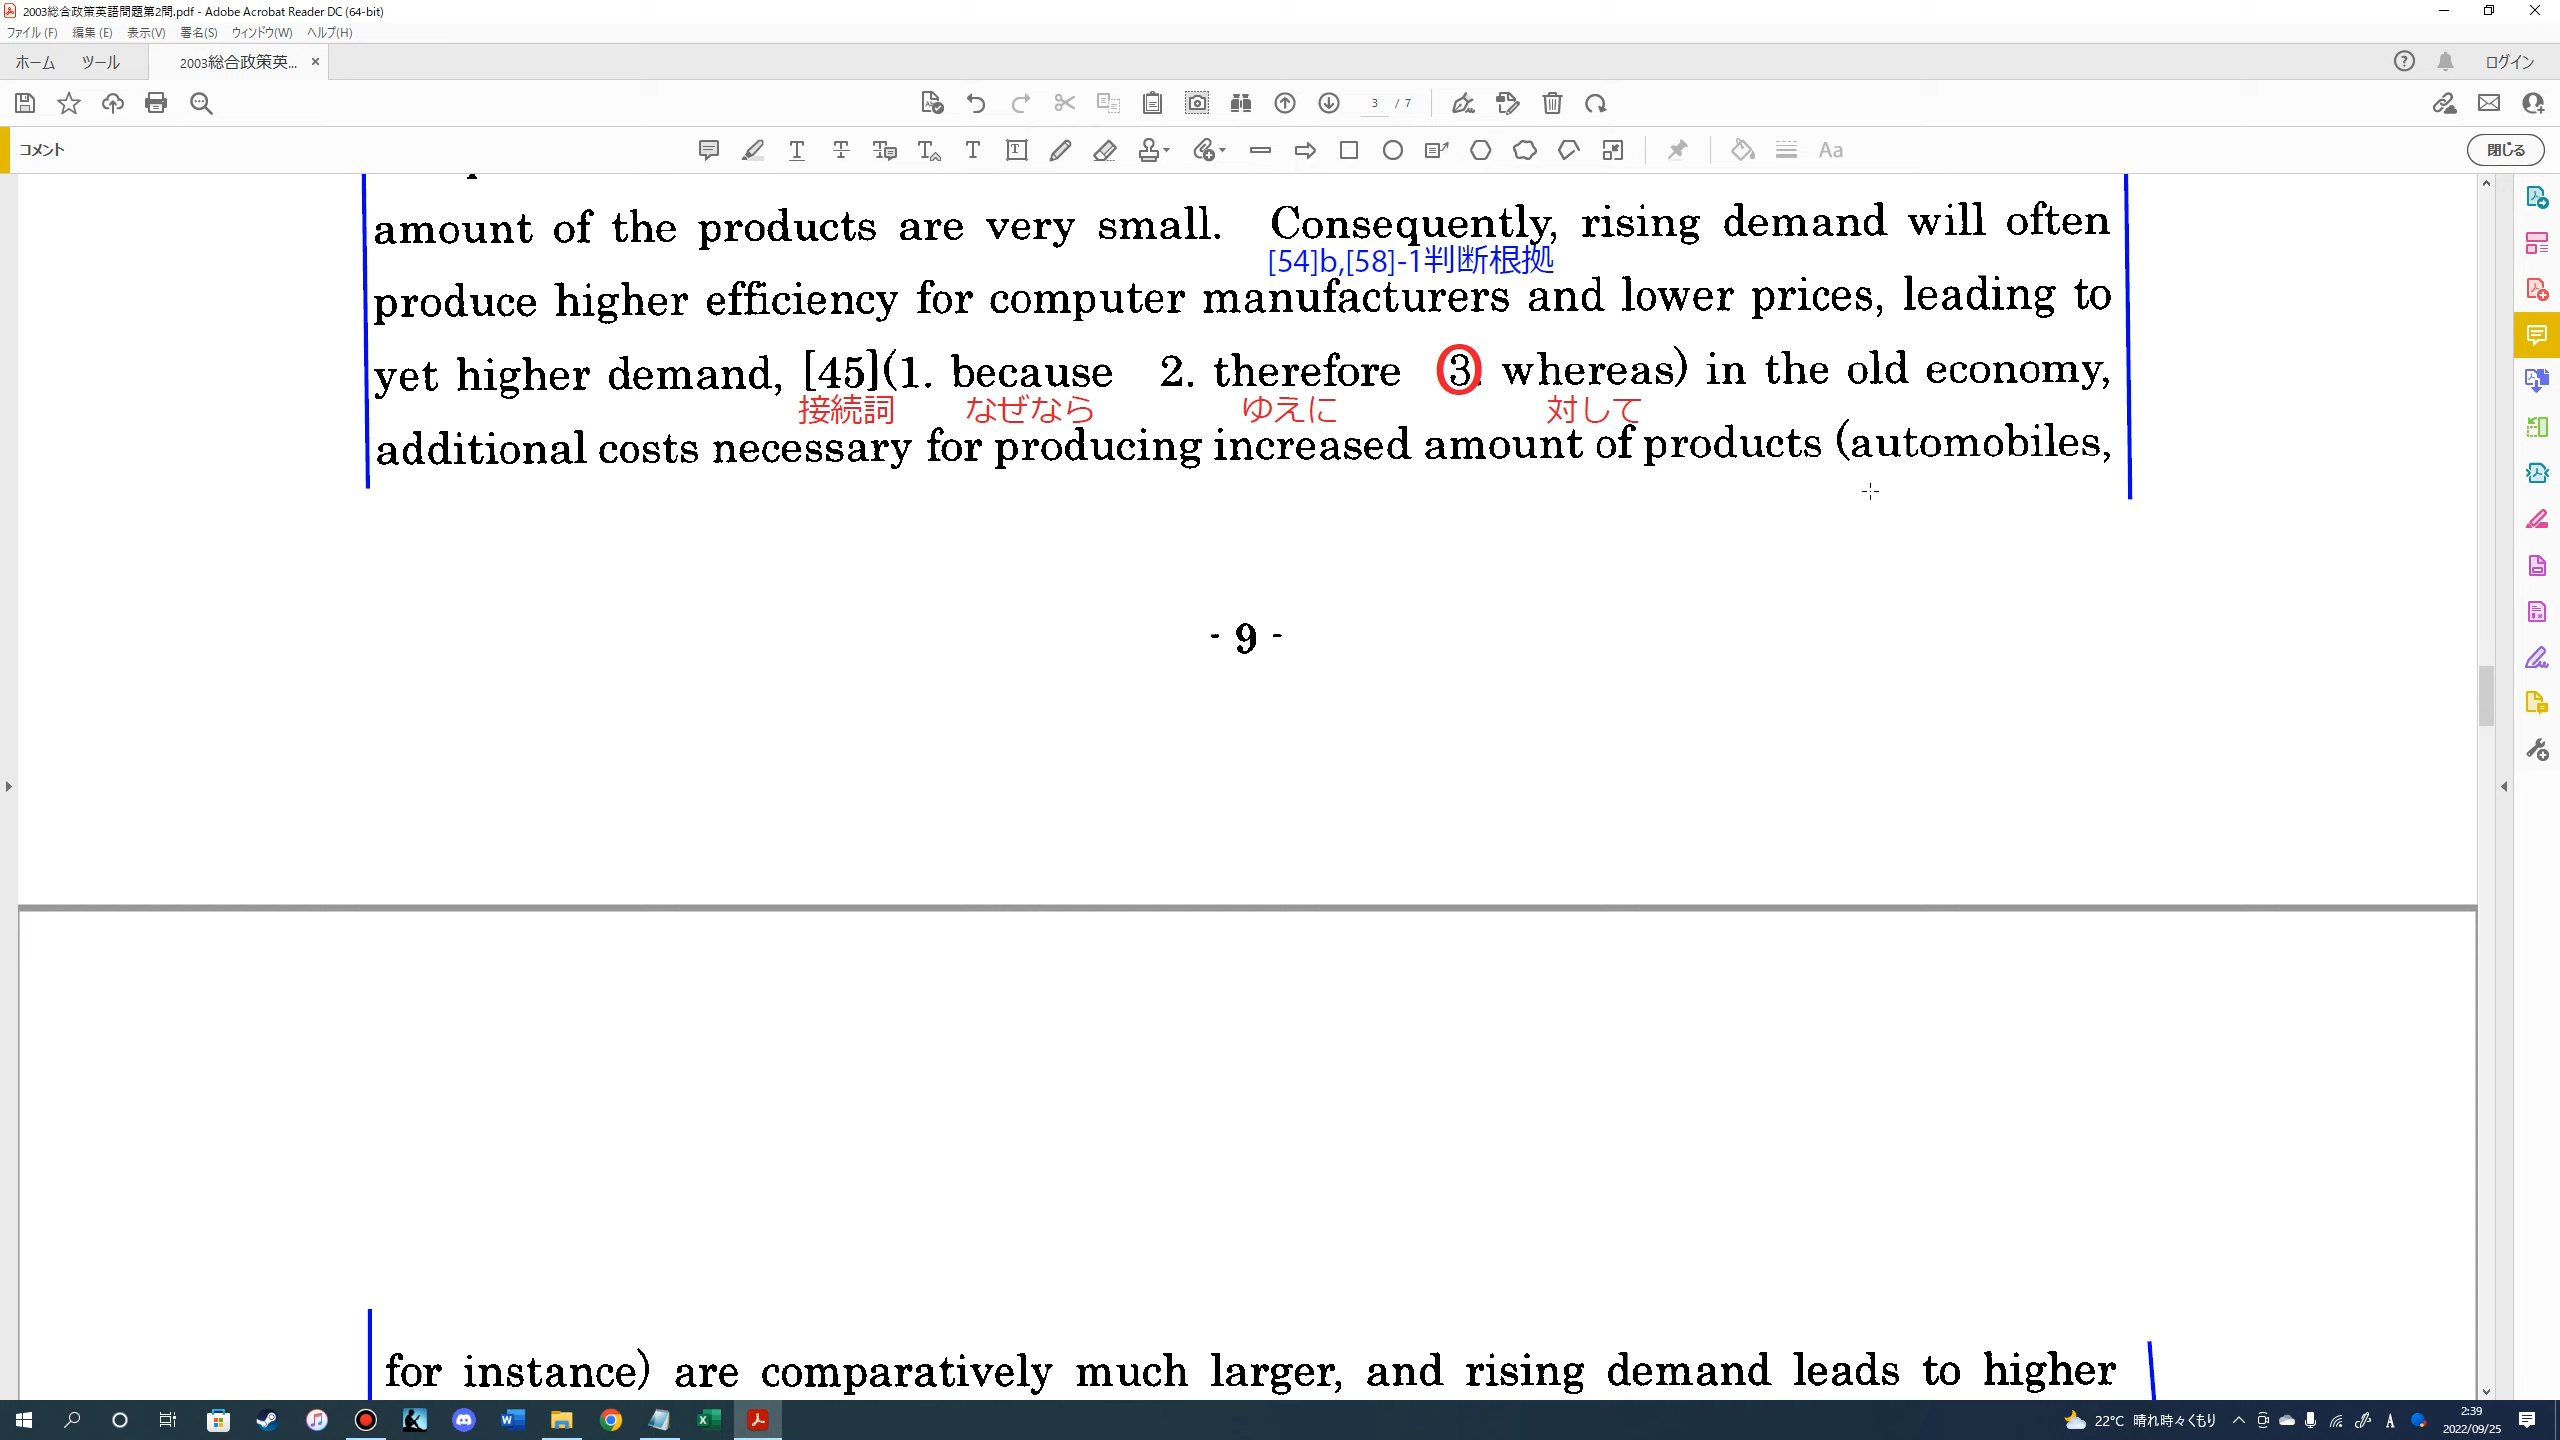 2003総合政策英語問題第2問.pdf - Adobe Acrobat Reader DC (64-bit)
ファイル(F) 編集(E) 表示(V) 署名(S) ウィンドウ(W) ヘルプ(H)
ホーム ツール 2003総合政策英... × ログイン
3 / 7
コメント 閉じる
amount of the products are very small. Consequently, rising demand will often
[54]b,[58]-1判断根拠
produce higher efficiency for computer manufacturers and lower prices, leading to
yet higher demand, [45](1. because 2. therefore 3. whereas) in the old economy,
接続詞 なぜなら ゆえに 対して
additional costs necessary for producing increased amount of products (automobiles,
- 9 -
for instance) are comparatively much larger, and rising demand leads to higher
22°C 晴れ時々くもり A 2:39
2022/09/25